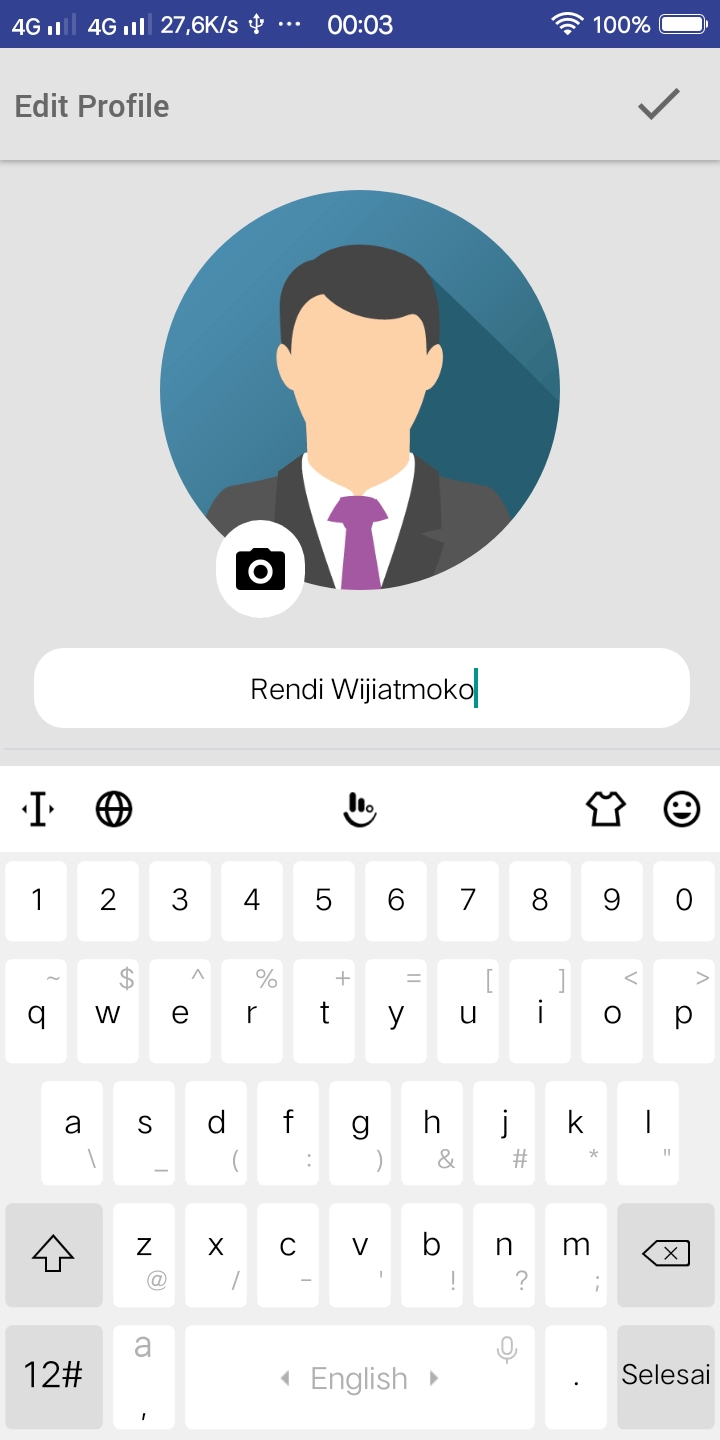 4G 4G 27,6K/s ... 00:03 100%
Edit Profile
Rendi Wijiatmoko
1 2 3 4 5 6 7 8 9 0
~ $ ^ % + = [ ] < >
q w e r t y u i o p
a s d f g h j k l
\ _ ( : ) & # * "
z x c v b n m
@ / - ' ! ? ;
12# a , English . Selesai